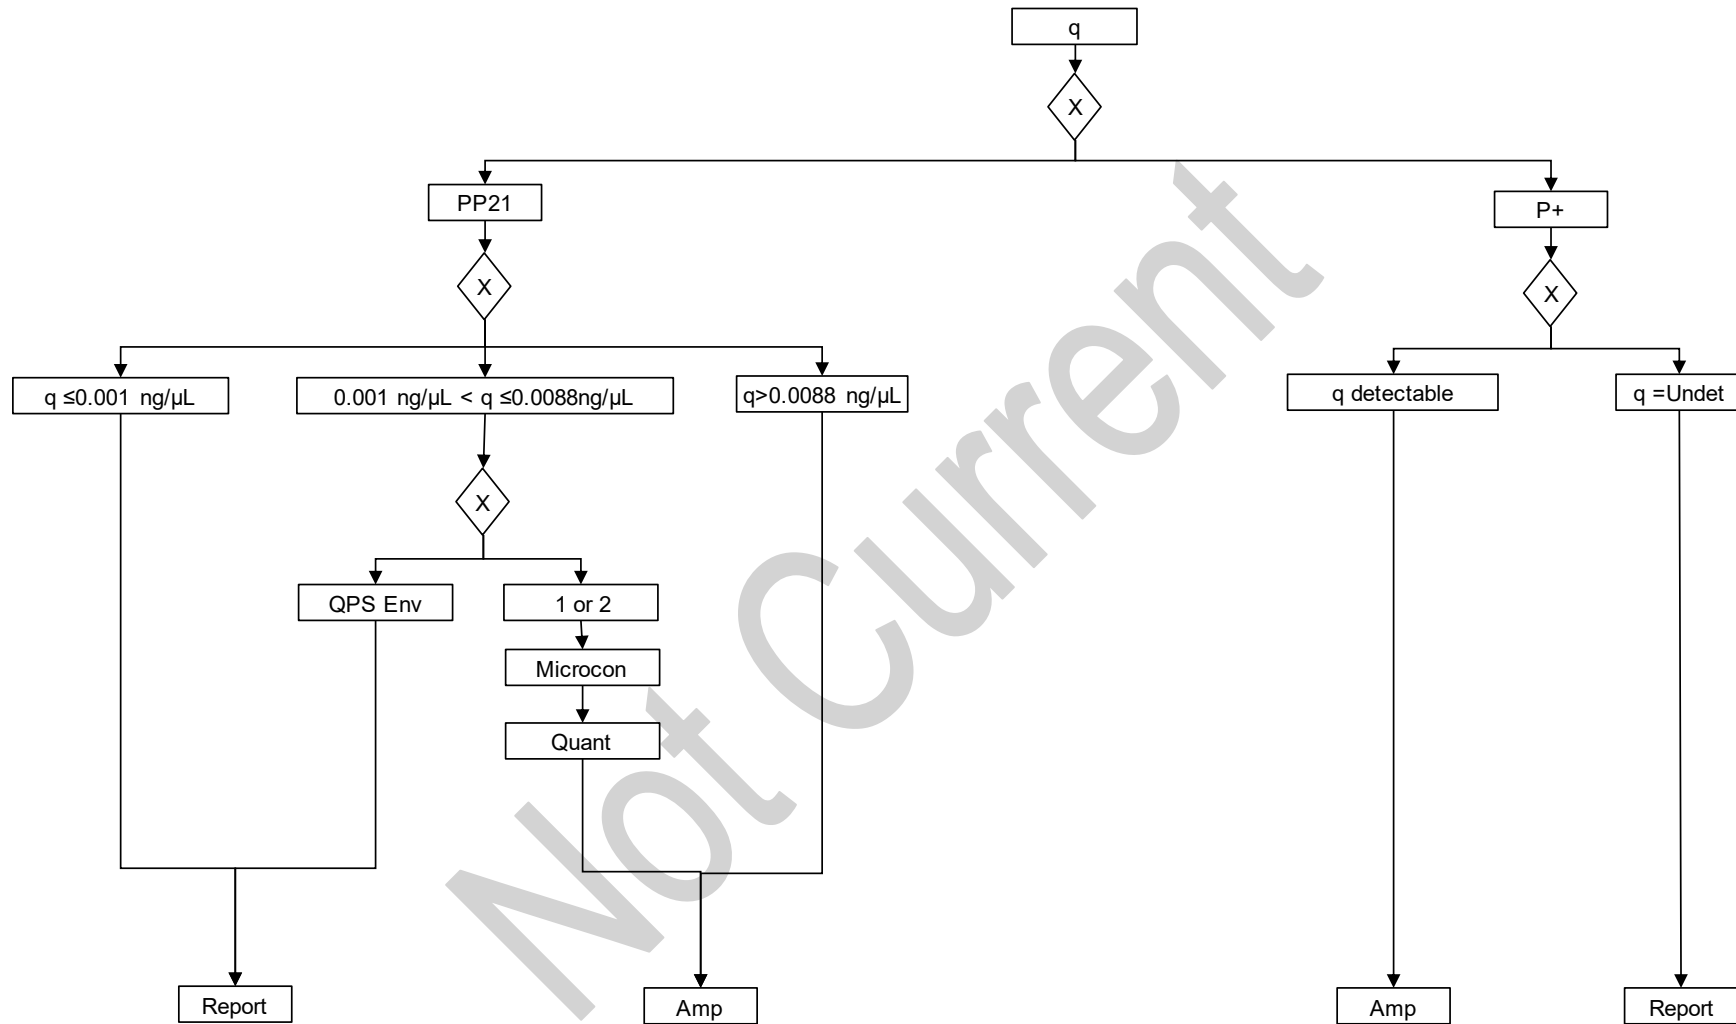 q
X
PP21
P+
X
X
q ≤0.001 ng/µL
0.001 ng/µL < q ≤0.0088ng/µL
q>0.0088 ng/µL
q detectable
q =Undet
X
QPS Env
1 or 2
Microcon
Quant
Report
Amp
Amp
Report
Not Current